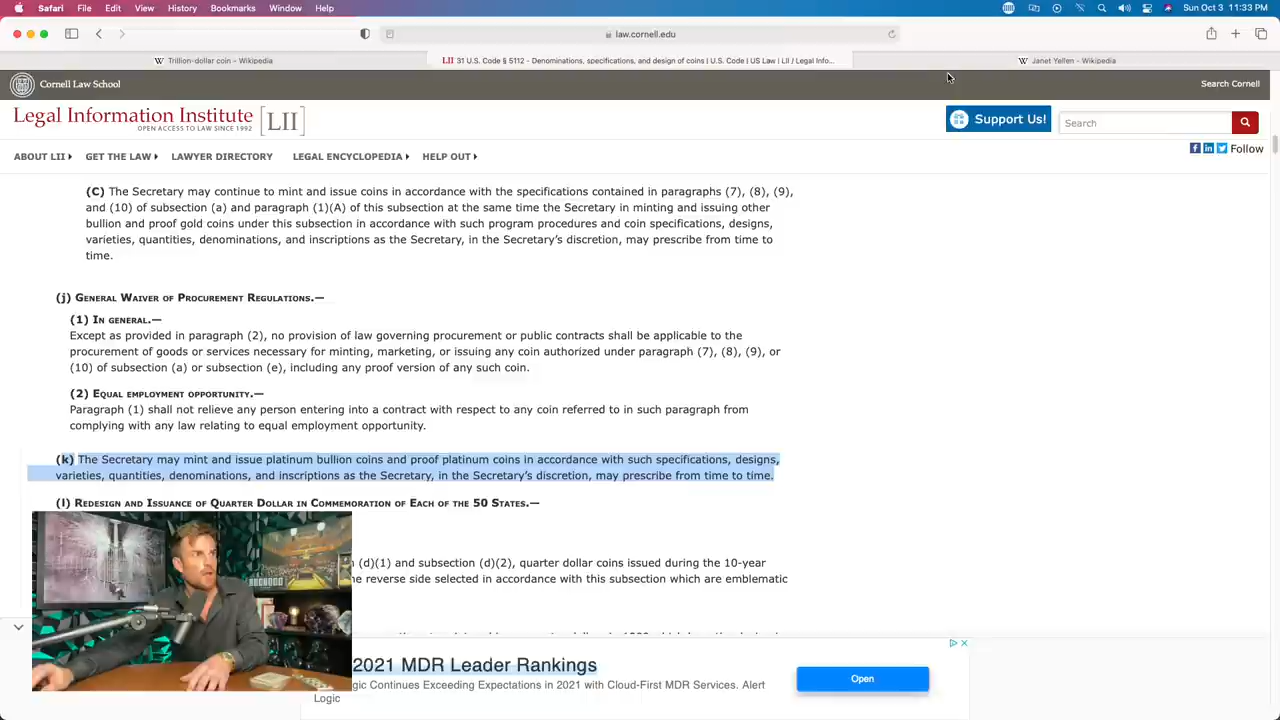 Safari File Edit View History Bookmarks Window Help Sun Oct 3 11:33 PM
law.cornell.edu
Trillion-dollar coin – Wikipedia
LII 31 U.S. Code § 5112 - Denominations, specifications, and design of coins | U.S. Code | US Law | LII / Legal Info...
Janet Yellen - Wikipedia
Cornell Law School
Search Cornell
Legal Information Institute [LII]
OPEN ACCESS TO LAW SINCE 1992
Support Us!
Search
ABOUT LII GET THE LAW LAWYER DIRECTORY LEGAL ENCYCLOPEDIA HELP OUT
Follow
(C) The Secretary may continue to mint and issue coins in accordance with the specifications contained in paragraphs (7), (8), (9),
and (10) of subsection (a) and paragraph (1)(A) of this subsection at the same time the Secretary in minting and issuing other
bullion and proof gold coins under this subsection in accordance with such program procedures and coin specifications, designs,
varieties, quantities, denominations, and inscriptions as the Secretary, in the Secretary’s discretion, may prescribe from time to
time.
(j) General Waiver of Procurement Regulations.—
(1) In general.—
Except as provided in paragraph (2), no provision of law governing procurement or public contracts shall be applicable to the
procurement of goods or services necessary for minting, marketing, or issuing any coin authorized under paragraph (7), (8), (9), or
(10) of subsection (a) or subsection (e), including any proof version of any such coin.
(2) Equal employment opportunity.—
Paragraph (1) shall not relieve any person entering into a contract with respect to any coin referred to in such paragraph from
complying with any law relating to equal employment opportunity.
(k) The Secretary may mint and issue platinum bullion coins and proof platinum coins in accordance with such specifications, designs,
varieties, quantities, denominations, and inscriptions as the Secretary, in the Secretary’s discretion, may prescribe from time to time.
(l) Redesign and Issuance of Quarter Dollar in Commemoration of Each of the 50 States.—
(d)(1) and subsection (d)(2), quarter dollar coins issued during the 10-year
reverse side selected in accordance with this subsection which are emblematic
2021 MDR Leader Rankings
gic Continues Exceeding Expectations in 2021 with Cloud-First MDR Services. Alert
Logic
Open